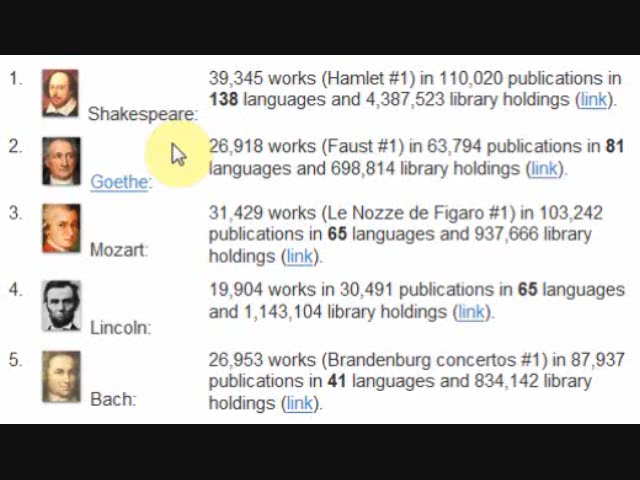 1.
Shakespeare:
39,345 works (Hamlet #1) in 110,020 publications in
138 languages and 4,387,523 library holdings (link).
2.
Goethe:
26,918 works (Faust #1) in 63,794 publications in 81
languages and 698,814 library holdings (link).
3.
Mozart:
31,429 works (Le Nozze de Figaro #1) in 103,242
publications in 65 languages and 937,666 library
holdings (link).
4.
Lincoln:
19,904 works in 30,491 publications in 65 languages
and 1,143,104 library holdings (link).
5.
Bach:
26,953 works (Brandenburg concertos #1) in 87,937
publications in 41 languages and 834,142 library
holdings (link).